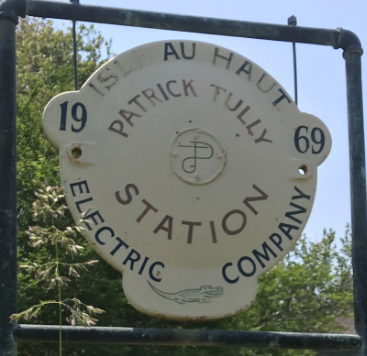 ISLE AU HAUT
PATRICK TULLY
19 69
STATION
ELECTRIC COMPANY